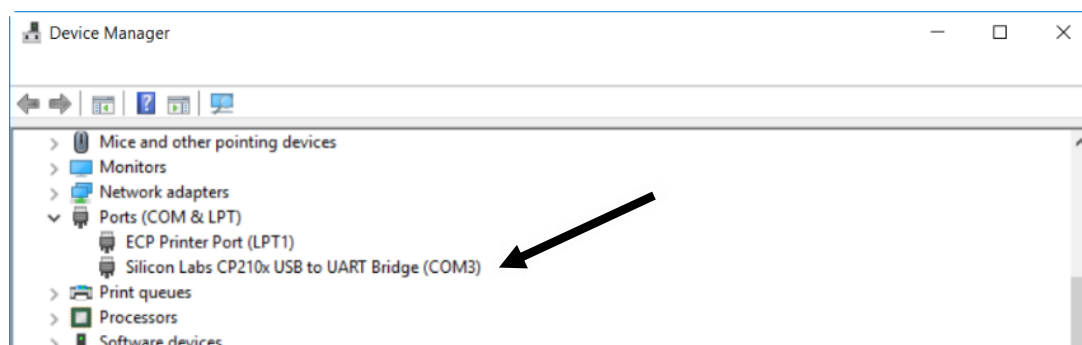 Device Manager
Mice and other pointing devices
Monitors
Network adapters
Ports (COM & LPT)
ECP Printer Port (LPT1)
Silicon Labs CP210x USB to UART Bridge (COM3)
Print queues
Processors
Software devices